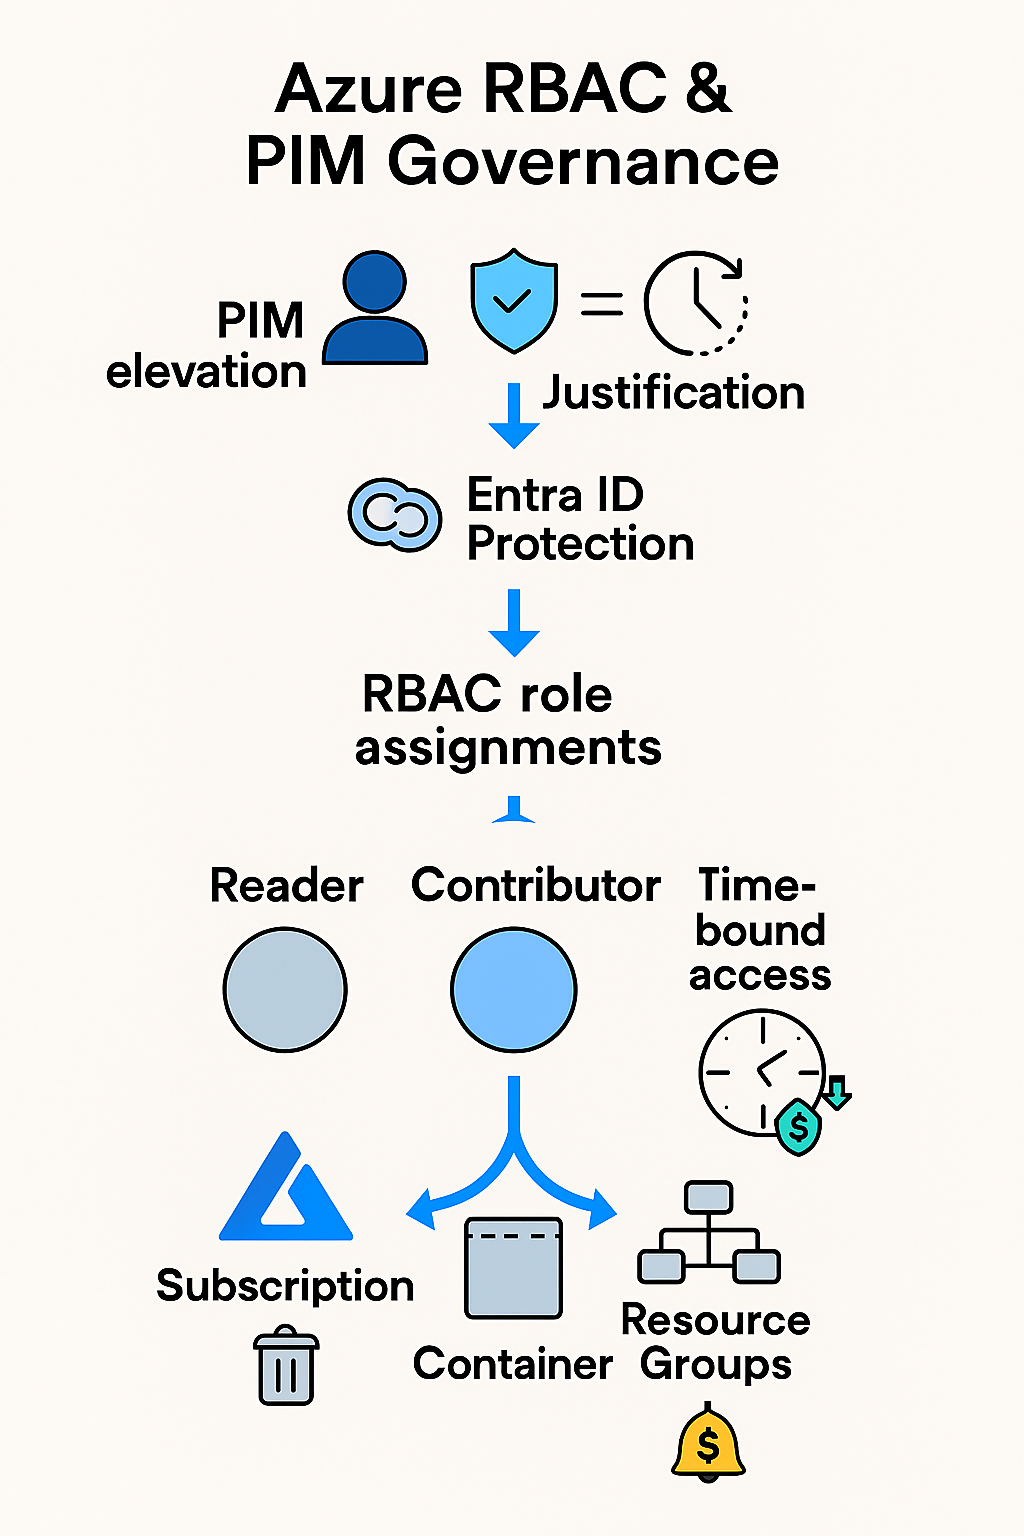 Azure RBAC &
PIM Governance
PIM
elevation
Justification
Entra ID
Protection
RBAC role
assignments
Reader
Contributor
Time-
bound
access
$
Subscription
Container
Resource
Groups
$